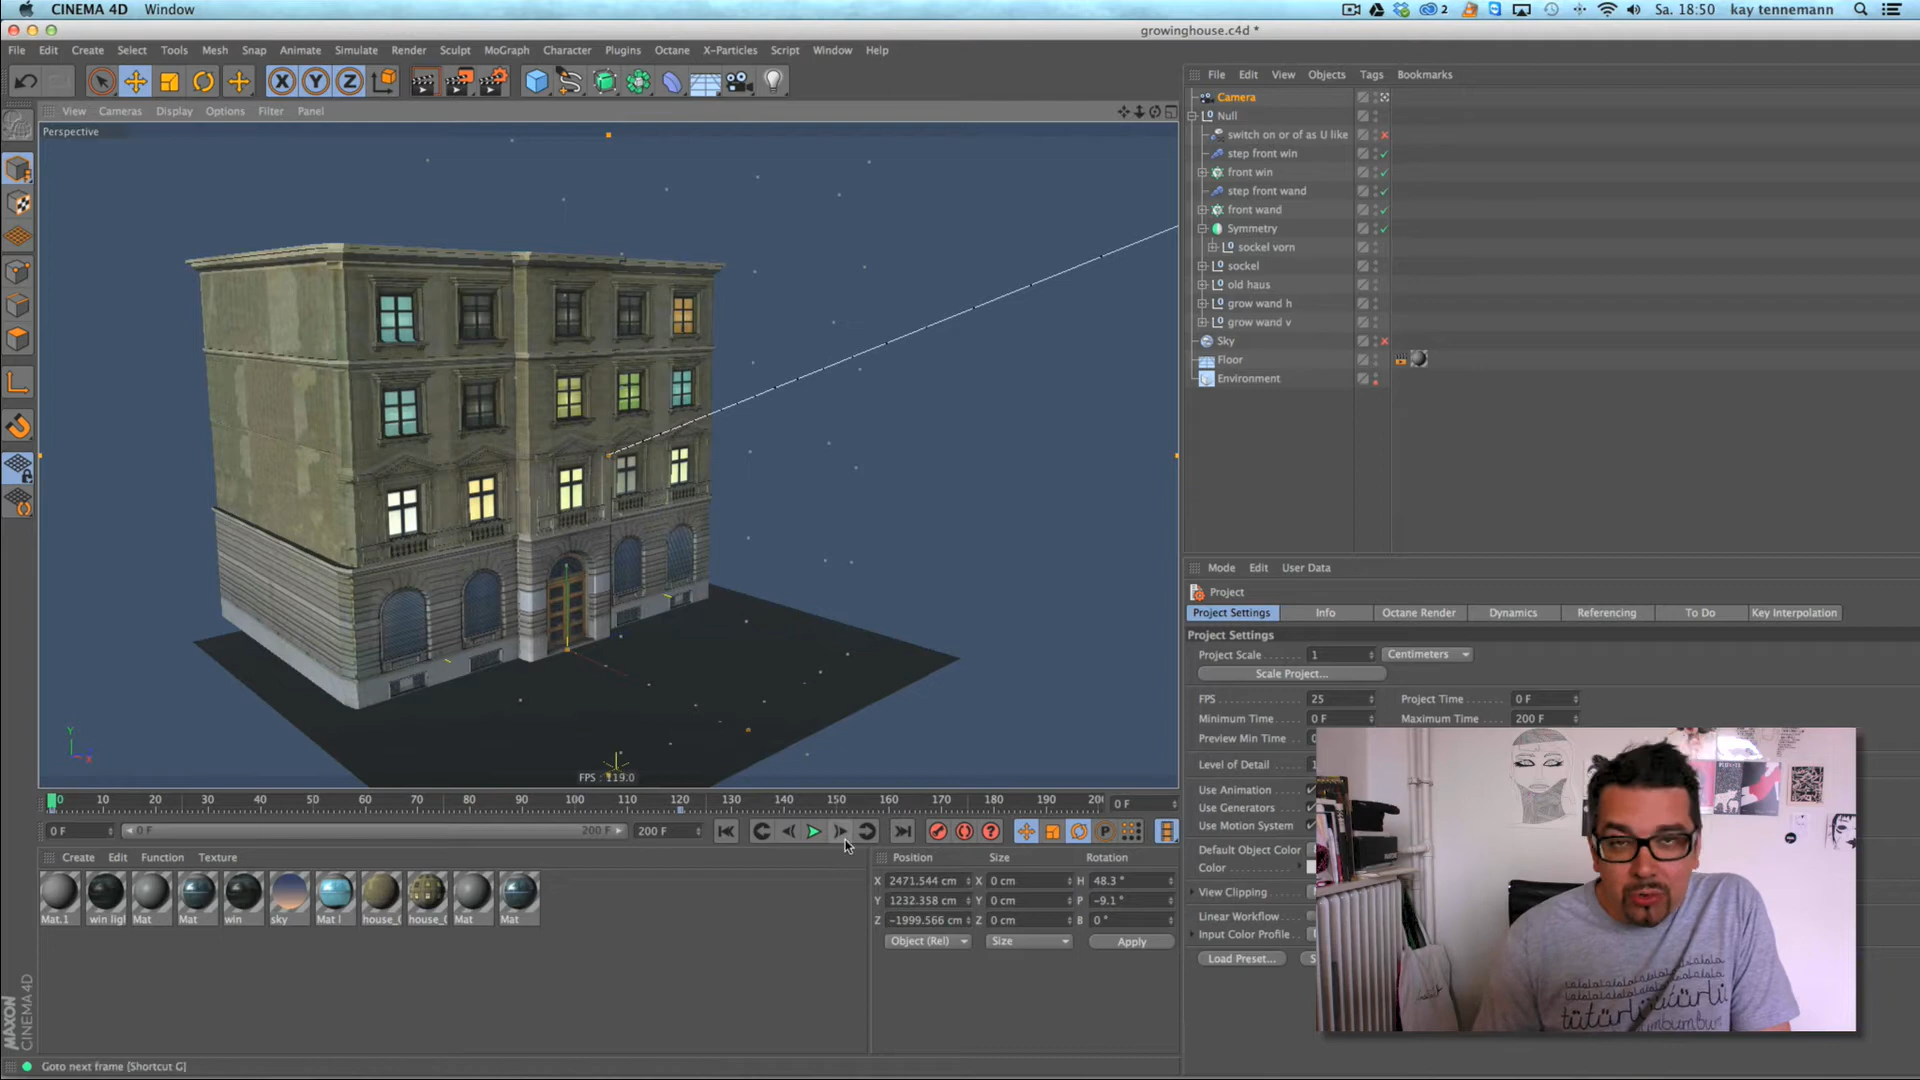 CINEMA 4D Window
2 Sa. 18:50 kay tennemann
growinghouse.c4d *
File Edit Create Select Tools Mesh Snap Animate Simulate Render Sculpt MoGraph Character Plugins Octane X-Particles Script Window Help
File Edit View Objects Tags Bookmarks
X Y Z
View Cameras Display Options Filter Panel
Perspective
Camera
Null
switch on or of as U like
step front win
front win
step front wand
front wand
Symmetry
sockel vorn
sockel
old haus
grow wand h
grow wand v
Sky
Floor
Environment
Mode Edit User Data
Project
Project Settings Info Octane Render Dynamics Referencing To Do Key Interpolation
Project Settings
Project Scale 1 Centimeters
Scale Project...
FPS 25 Project Time 0 F
Minimum Time 0 F Maximum Time 200 F
Preview Min Time
Level of Detail
Use Animation
Use Generators
Use Motion System
Default Object Color
Color
View Clipping
Linear Workflow
Input Color Profile
Load Preset...
Y
FPS : 119.0
0 10 20 30 40 50 60 70 80 90 100 110 120 130 140 150 160 170 180 190 200 0 F
0 F 0 F 200 F 200 F
P
Create Edit Function Texture
Mat.1 win ligl Mat Mat win sky Mat l house_( house_( Mat Mat
Position Size Rotation
X 2471.544 cm X 0 cm H 48.3 °
Y 1232.358 cm Y 0 cm P -9.1 °
Z -1999.566 cm Z 0 cm B 0 °
Object (Rel) Size Apply
MAXON
CINEMA 4D
Goto next frame [Shortcut G]